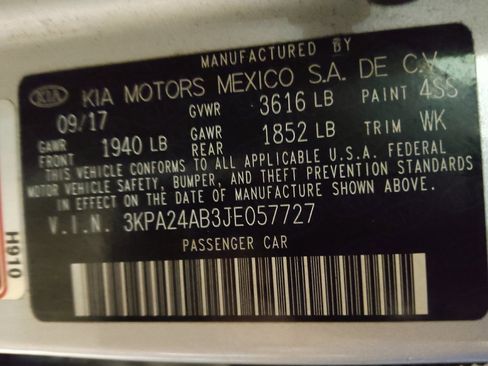 MANUFACTURED BY
KIA KIA MOTORS MEXICO S.A. DE C.V.
09/17 GVWR 3616 LB PAINT 4SS
GAWR FRONT 1940 LB GAWR REAR 1852 LB TRIM WK
THIS VEHICLE CONFORMS TO ALL APPLICABLE U.S.A. FEDERAL
MOTOR VEHICLE SAFETY, BUMPER, AND THEFT PREVENTION STANDARDS
IN EFFECT ON THE DATE OF MANUFACTURE SHOWN ABOVE.
V.I.N. 3KPA24AB3JE057727
PASSENGER CAR
H910